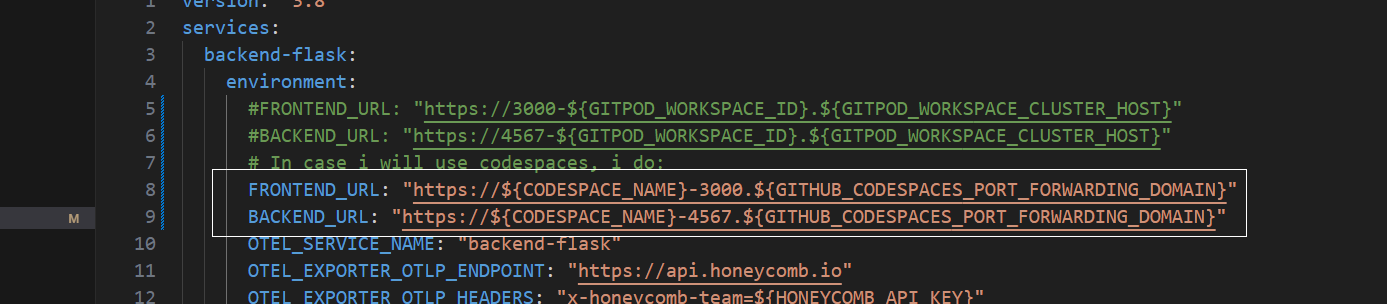 1 version: "3.8"
2 services:
3 backend-flask:
4 environment:
5 #FRONTEND_URL: "https://3000-${GITPOD_WORKSPACE_ID}.${GITPOD_WORKSPACE_CLUSTER_HOST}"
6 #BACKEND_URL: "https://4567-${GITPOD_WORKSPACE_ID}.${GITPOD_WORKSPACE_CLUSTER_HOST}"
7 # In case i will use codespaces, i do:
8 FRONTEND_URL: "https://${CODESPACE_NAME}-3000.${GITHUB_CODESPACES_PORT_FORWARDING_DOMAIN}"
M 9 BACKEND_URL: "https://${CODESPACE_NAME}-4567.${GITHUB_CODESPACES_PORT_FORWARDING_DOMAIN}"
10 OTEL_SERVICE_NAME: "backend-flask"
11 OTEL_EXPORTER_OTLP_ENDPOINT: "https://api.honeycomb.io"
12 OTEL_EXPORTER_OTLP_HEADERS: "x-honeycomb-team=${HONEYCOMB_API_KEY}"